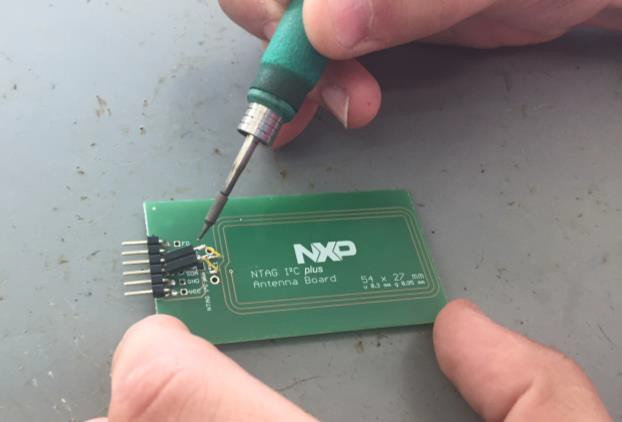 NXP
NTAG I²C plus
Antenna Board
54 x 27 mm
FD
SDA
GND
VCC